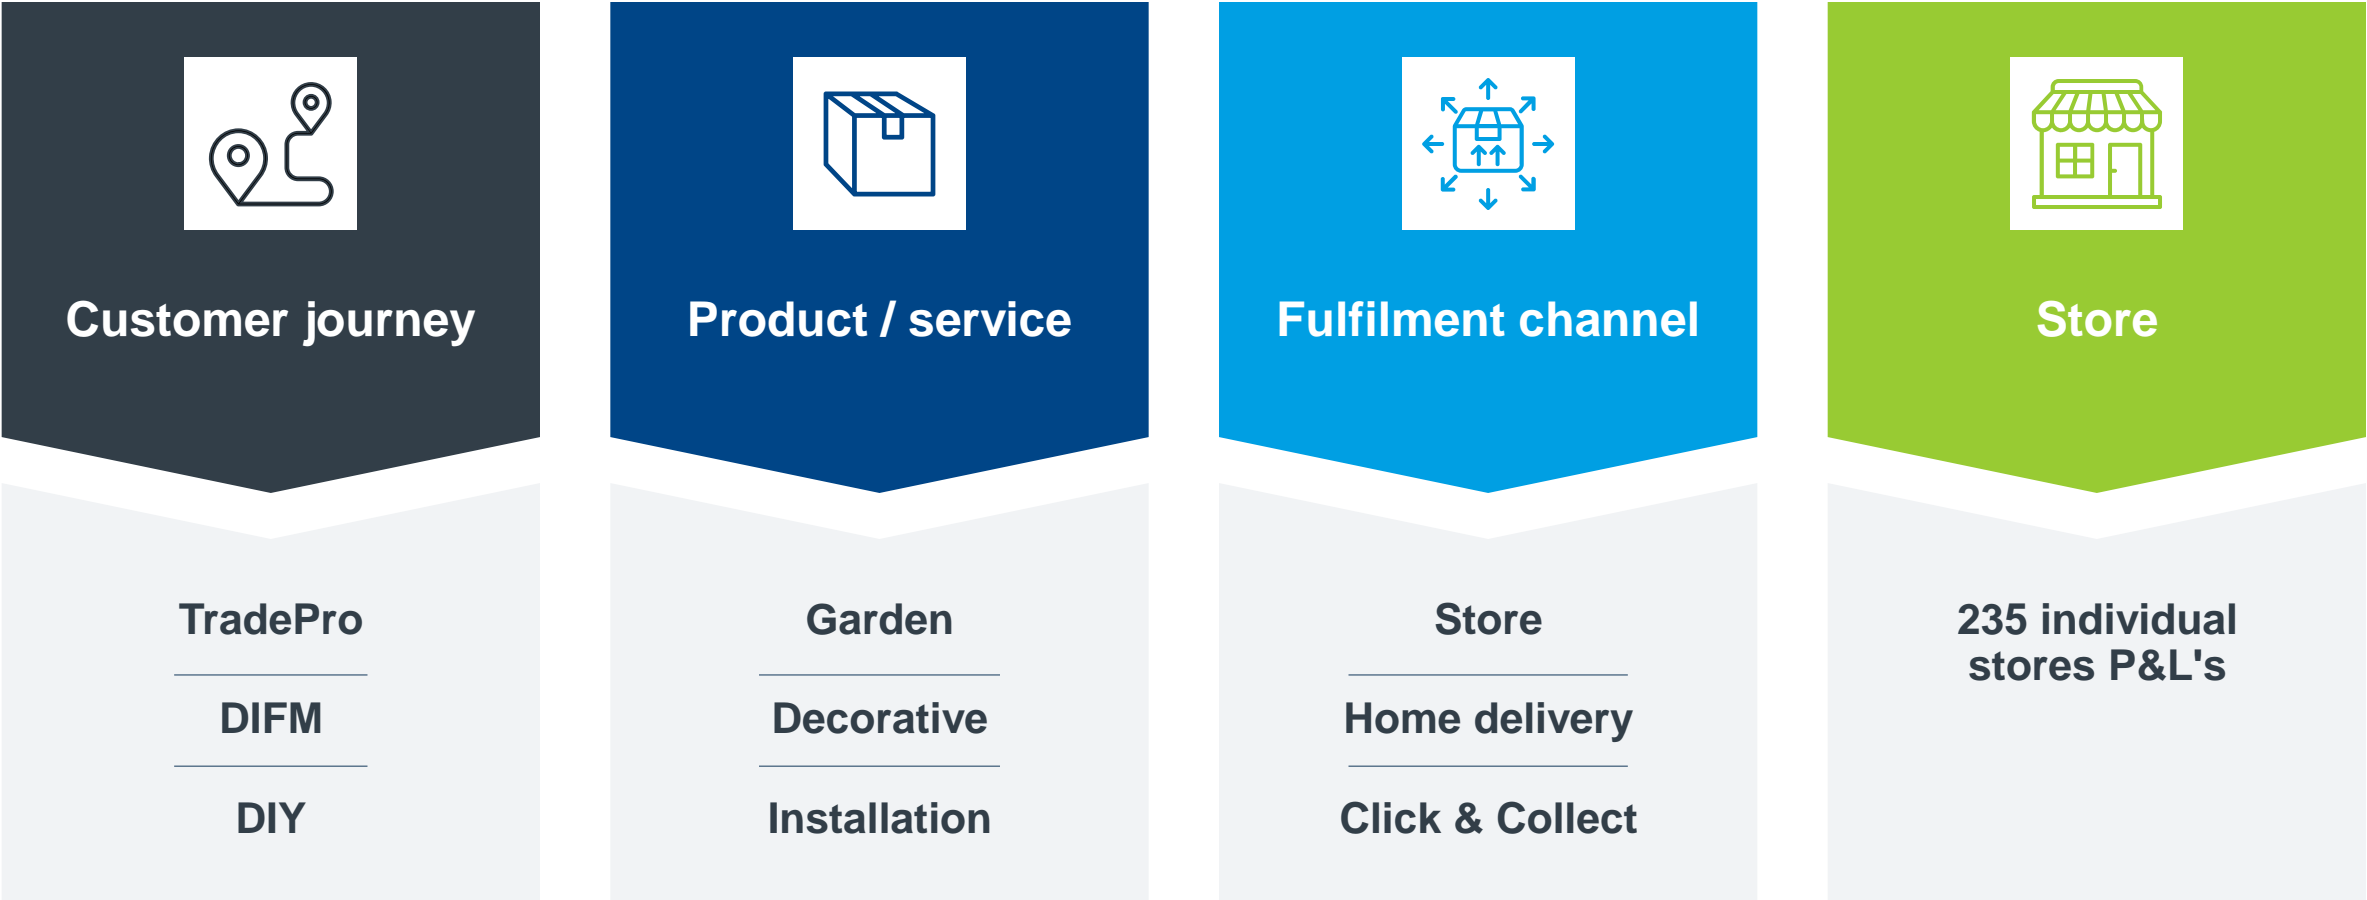 Customer journey
TradePro
DIFM
DIY
Product / service
Garden
Decorative
Installation
Fulfilment channel
Store
Home delivery
Click & Collect
Store
235 individual
stores P&L's